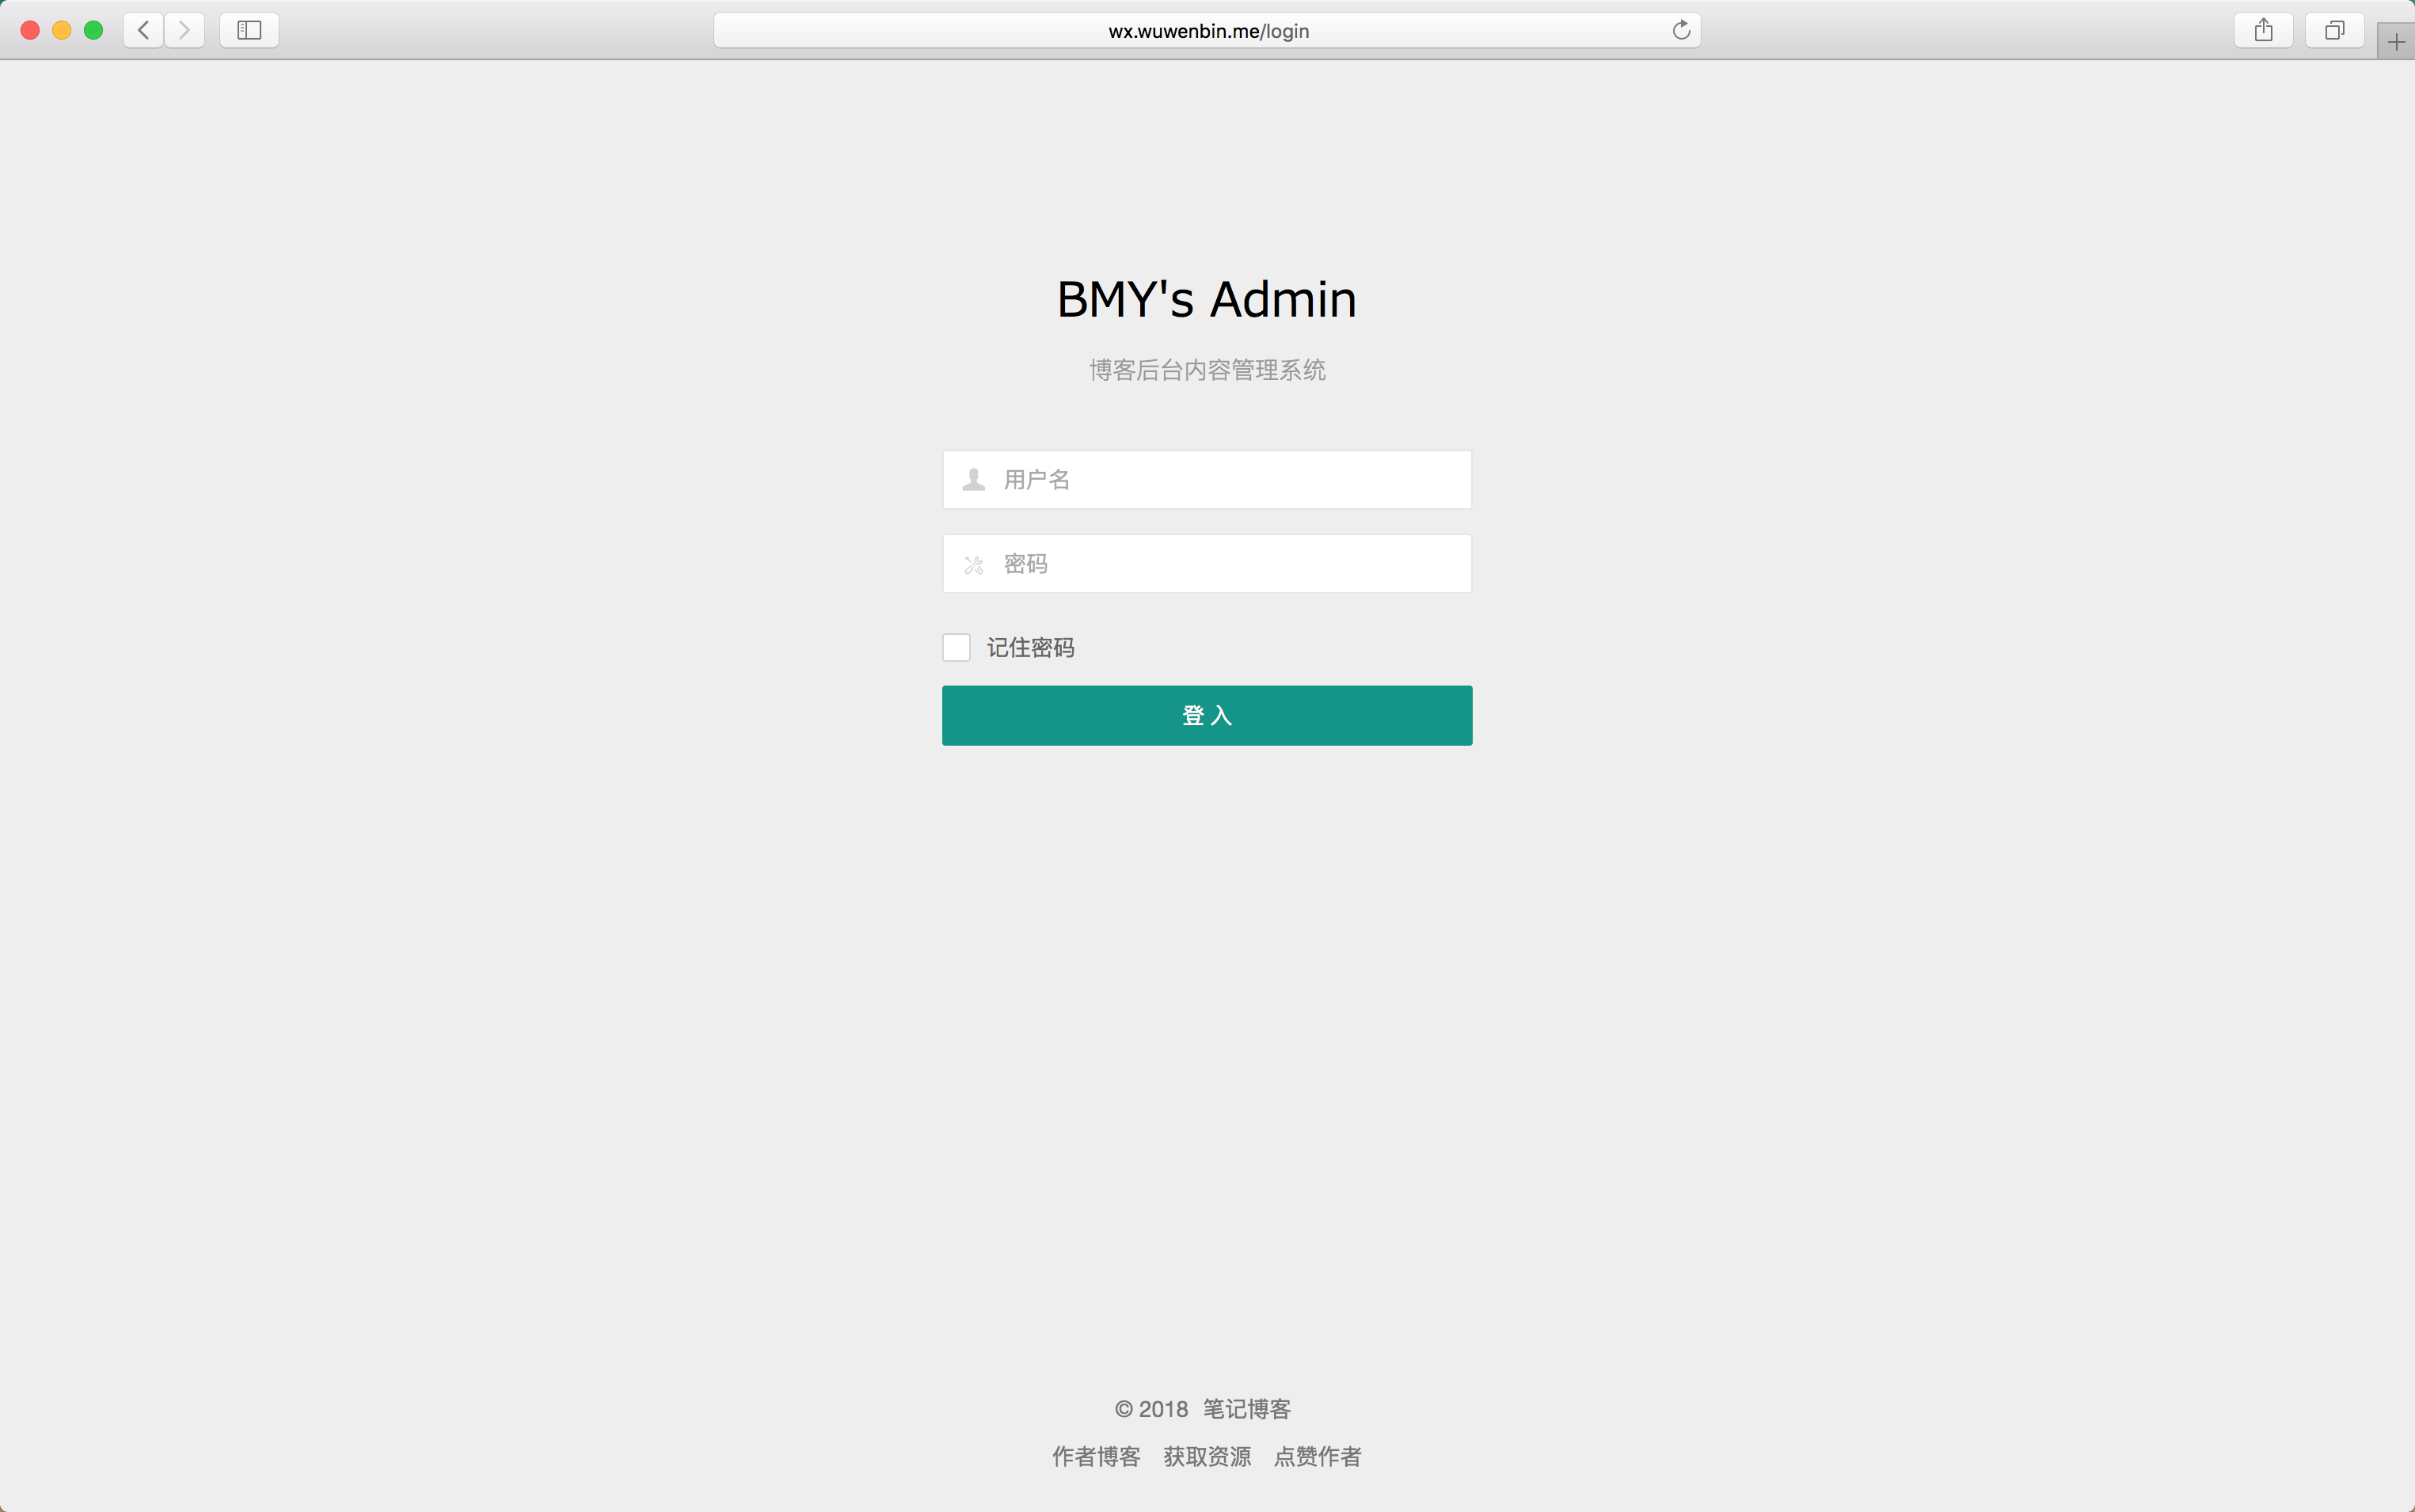 wx.wuwenbin.me/login
BMY's Admin
博客后台内容管理系统
用户名
密码
记住密码
登 入
© 2018 笔记博客
作者博客 获取资源 点赞作者